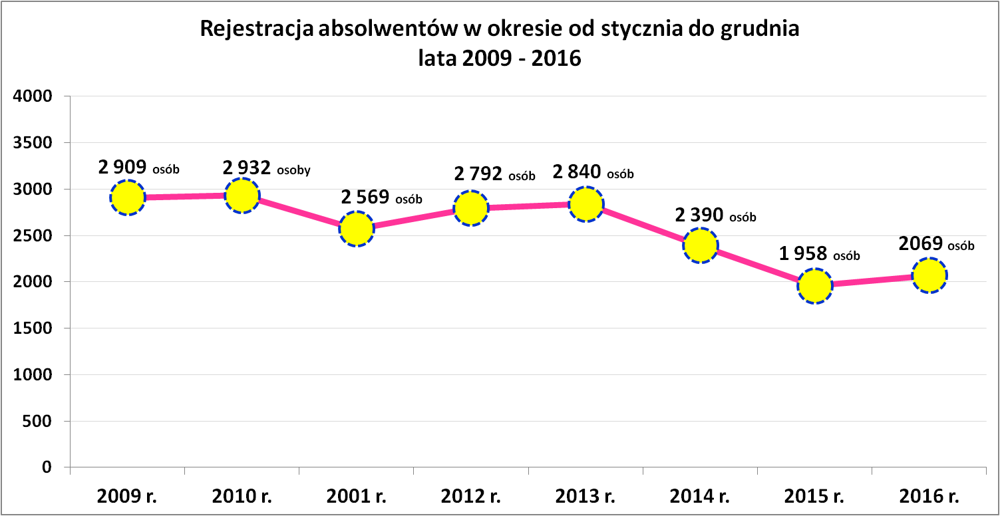 Rejestracja absolwentów w okresie od stycznia do grudnia
lata 2009 - 2016
4000
3500
3000
2500
2000
1500
1000
500
0
2 909 osób
2 932 osoby
2 569 osób
2 792 osób
2 840 osób
2 390 osób
1 958 osób
2069 osób
2009 r.
2010 r.
2001 r.
2012 r.
2013 r.
2014 r.
2015 r.
2016 r.